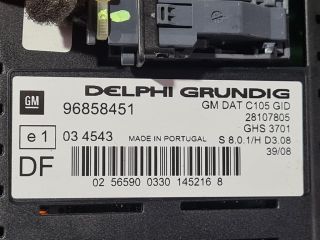 DELPHI GRUNDIG
GM 96858451 GM DAT C105 GID
28107805
GHS 3701
e1 03 4543 MADE IN PORTUGAL S 8,0.1/H D3.08
39/08
DF
02 56590 0330 145216 8